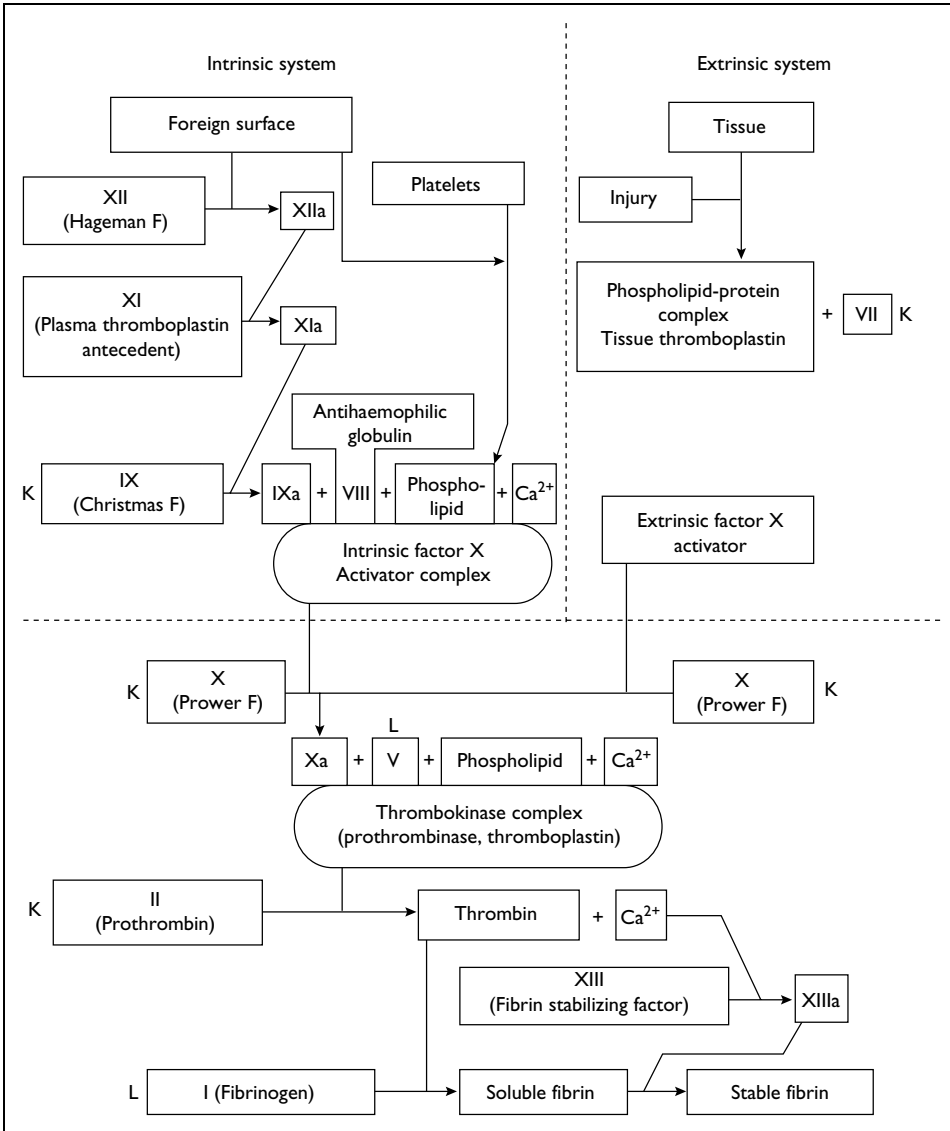 Intrinsic system
Extrinsic system
Foreign surface
Tissue
Platelets
XII
(Hageman F)
XIIa
Injury
XI
(Plasma thromboplastin
antecedent)
XIa
Phospholipid-protein
complex
Tissue thromboplastin
+ VII K
Antihaemophilic
globulin
K
IX
(Christmas F)
IXa + VIII + Phospho-
lipid
+ Ca²⁺
Intrinsic factor X
Activator complex
Extrinsic factor X
activator
K
X
(Prower F)
X
(Prower F)
K
L
Xa + V + Phospholipid + Ca²⁺
Thrombokinase complex
(prothrombinase, thromboplastin)
K
II
(Prothrombin)
Thrombin + Ca²⁺
XIII
(Fibrin stabilizing factor)
XIIIa
L I (Fibrinogen) Soluble fibrin Stable fibrin